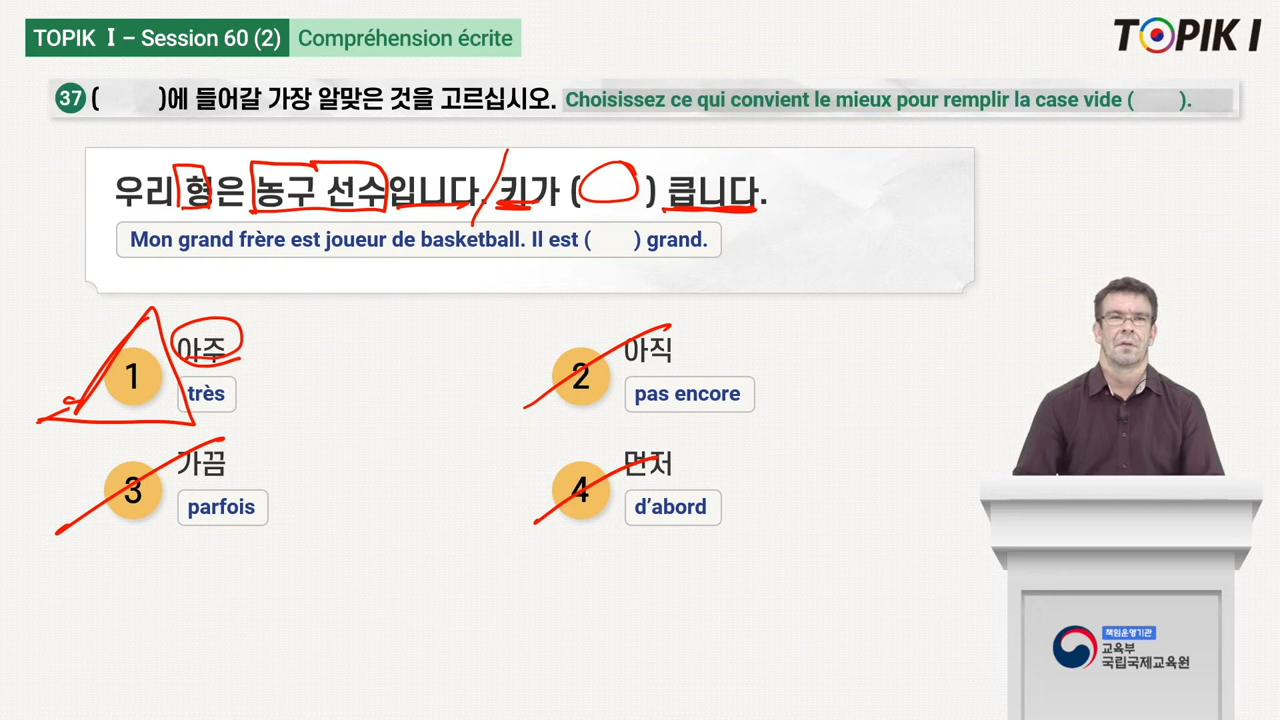 TOPIK Ⅰ – Session 60 (2) Compréhension écrite
TOPIK I
37 ( )에 들어갈 가장 알맞은 것을 고르십시오. Choisissez ce qui convient le mieux pour remplir la case vide ( ).
우리 형은 농구 선수입니다. 키가 ( ) 큽니다.
Mon grand frère est joueur de basketball. Il est ( ) grand.
1 아주
très
2 아직
pas encore
3 가끔
parfois
4 먼저
d’abord
책임운영기관
교육부
국립국제교육원